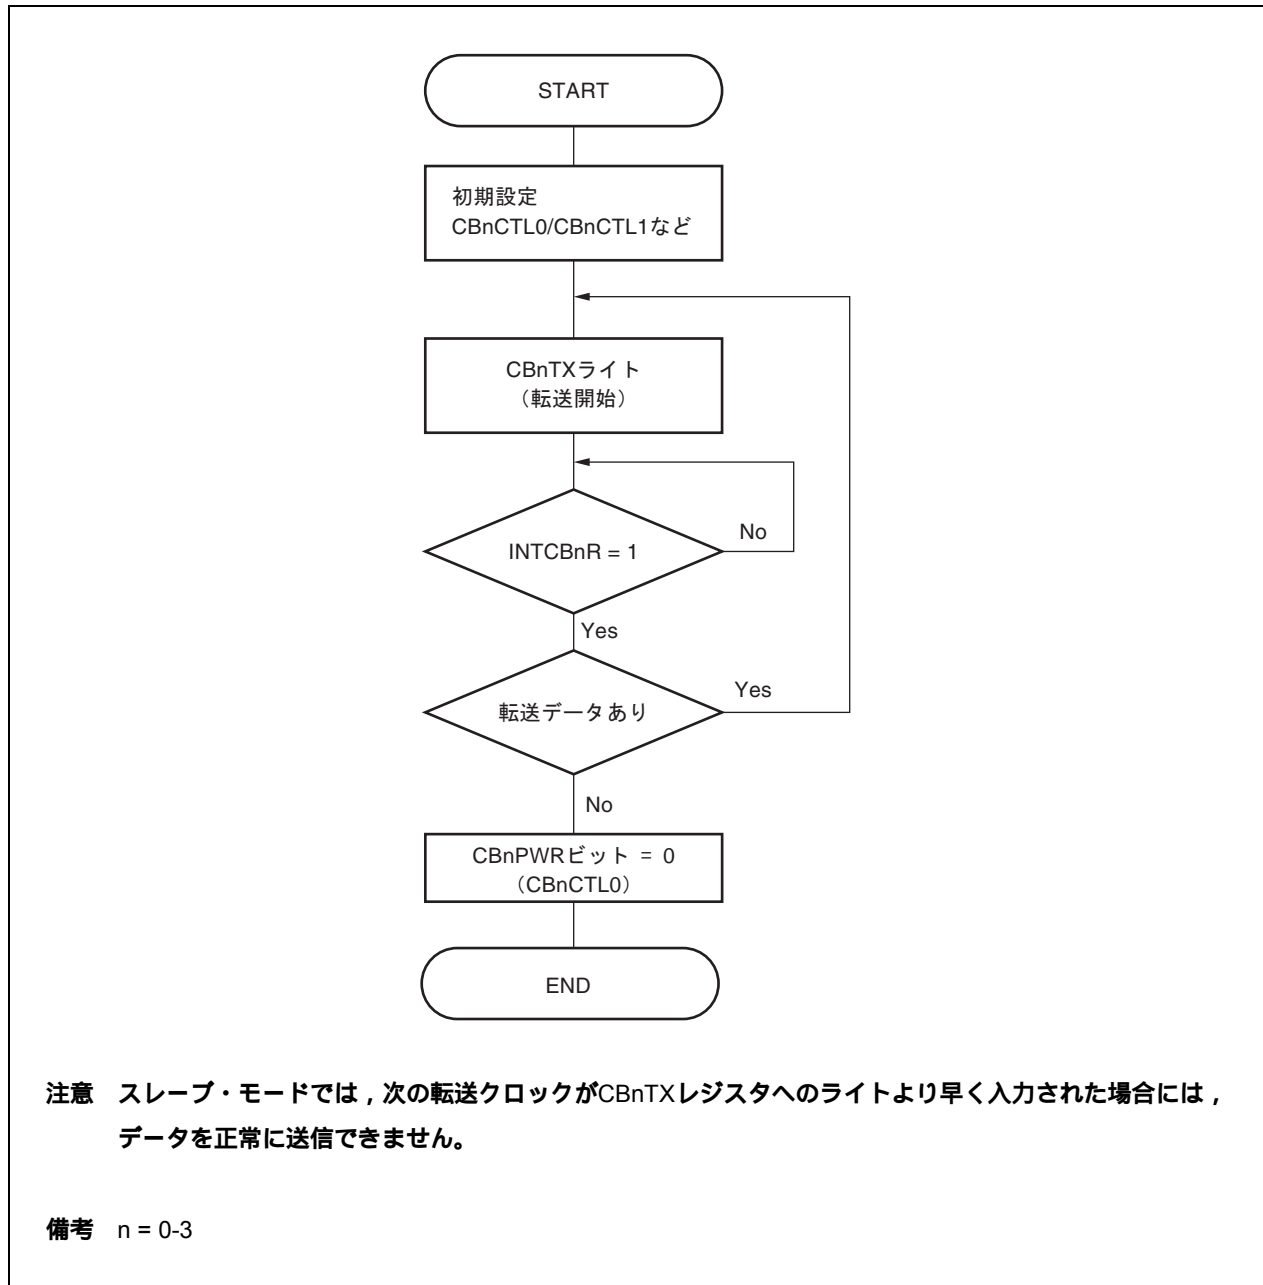 START
初期設定
CBnCTL0/CBnCTL1など
CBnTXライト
（転送開始）
INTCBnR = 1
No
Yes
転送データあり
Yes
No
CBnPWRビット = 0
（CBnCTL0）
END
注意 スレーブ・モードでは，次の転送クロックがCBnTXレジスタへのライトより早く入力された場合には，
データを正常に送信できません。
備考 n = 0-3